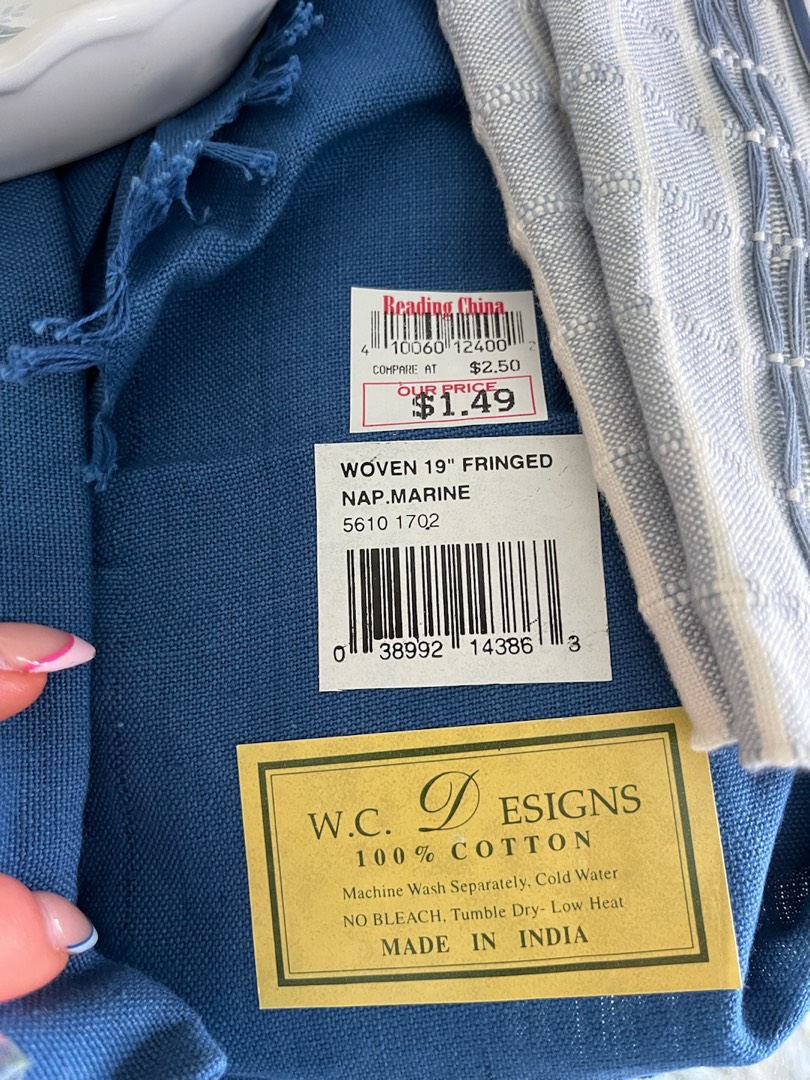 Reading China
4 10060 12400 2
COMPARE AT $2.50
OUR PRICE
$1.49
WOVEN 19" FRINGED
NAP.MARINE
5610 1702
0 38992 14386 3
W.C. DESIGNS
100% COTTON
Machine Wash Separately, Cold Water
NO BLEACH, Tumble Dry- Low Heat
MADE IN INDIA